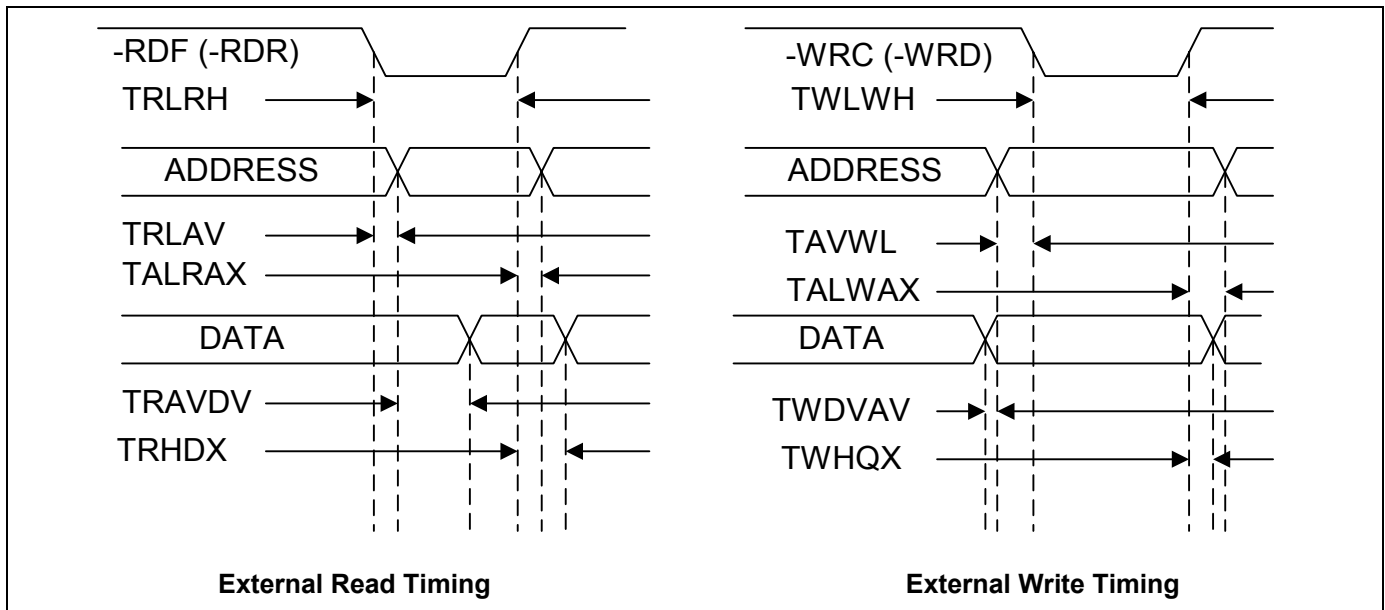 -RDF (-RDR)
TRLRH
ADDRESS
TRLAV
TALRAX
DATA
TRAVDV
TRHDX
External Read Timing
-WRC (-WRD)
TWLWH
ADDRESS
TAVWL
TALWAX
DATA
TWDVAV
TWHQX
External Write Timing